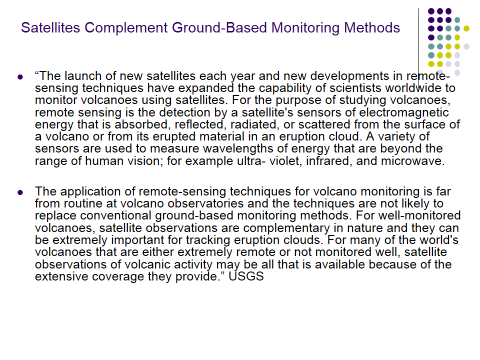 Satellites Complement Ground-Based Monitoring Methods
“The launch of new satellites each year and new developments in remote-
sensing techniques have expanded the capability of scientists worldwide to
monitor volcanoes using satellites. For the purpose of studying volcanoes,
remote sensing is the detection by a satellite's sensors of electromagnetic
energy that is absorbed, reflected, radiated, or scattered from the surface of
a volcano or from its erupted material in an eruption cloud. A variety of
sensors are used to measure wavelengths of energy that are beyond the
range of human vision; for example ultra- violet, infrared, and microwave.
The application of remote-sensing techniques for volcano monitoring is far
from routine at volcano observatories and the techniques are not likely to
replace conventional ground-based monitoring methods. For well-monitored
volcanoes, satellite observations are complementary in nature and they can
be extremely important for tracking eruption clouds. For many of the world's
volcanoes that are either extremely remote or not monitored well, satellite
observations of volcanic activity may be all that is available because of the
extensive coverage they provide.” USGS